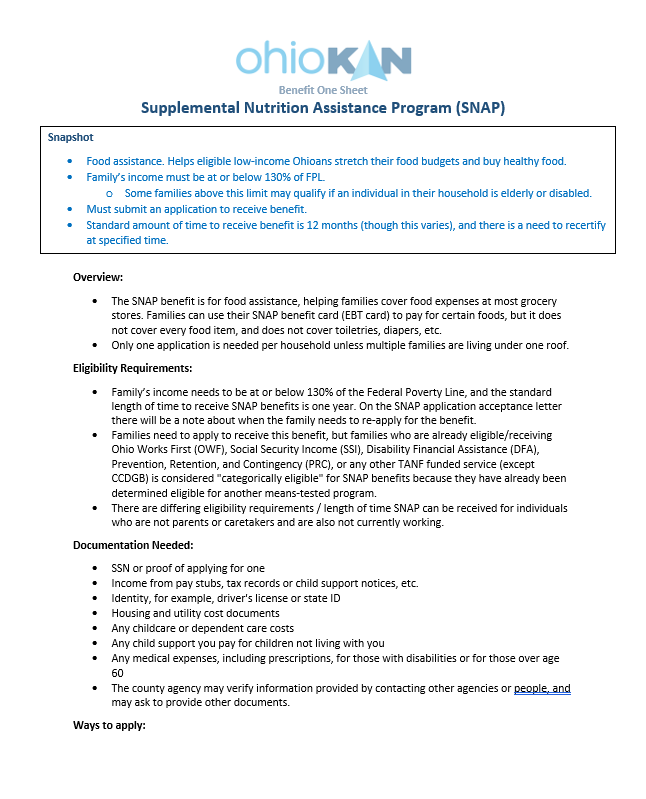 ohioKAN
Benefit One Sheet
Supplemental Nutrition Assistance Program (SNAP)
Snapshot
• Food assistance. Helps eligible low-income Ohioans stretch their food budgets and buy healthy food.
• Family's income must be at or below 130% of FPL.
o Some families above this limit may qualify if an individual in their household is elderly or disabled.
• Must submit an application to receive benefit.
• Standard amount of time to receive benefit is 12 months (though this varies), and there is a need to recertify
at specified time.
Overview:
• The SNAP benefit is for food assistance, helping families cover food expenses at most grocery
stores. Families can use their SNAP benefit card (EBT card) to pay for certain foods, but it does
not cover every food item, and does not cover toiletries, diapers, etc.
• Only one application is needed per household unless multiple families are living under one roof.
Eligibility Requirements:
• Family's income needs to be at or below 130% of the Federal Poverty Line, and the standard
length of time to receive SNAP benefits is one year. On the SNAP application acceptance letter
there will be a note about when the family needs to re-apply for the benefit.
• Families need to apply to receive this benefit, but families who are already eligible/receiving
Ohio Works First (OWF), Social Security Income (SSI), Disability Financial Assistance (DFA),
Prevention, Retention, and Contingency (PRC), or any other TANF funded service (except
CCDGB) is considered "categorically eligible" for SNAP benefits because they have already been
determined eligible for another means-tested program.
• There are differing eligibility requirements / length of time SNAP can be received for individuals
who are not parents or caretakers and are also not currently working.
Documentation Needed:
• SSN or proof of applying for one
• Income from pay stubs, tax records or child support notices, etc.
• Identity, for example, driver's license or state ID
• Housing and utility cost documents
• Any childcare or dependent care costs
• Any child support you pay for children not living with you
• Any medical expenses, including prescriptions, for those with disabilities or for those over age
60
• The county agency may verify information provided by contacting other agencies or people, and
may ask to provide other documents.
Ways to apply: